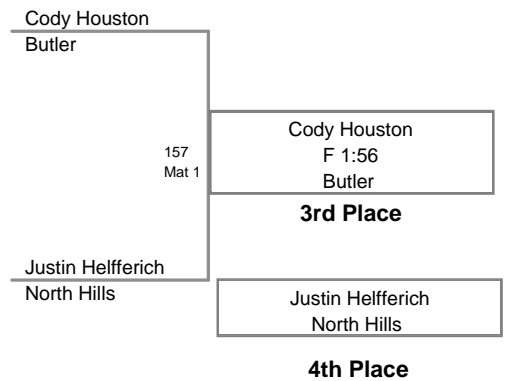 Cody Houston
Butler
157
Mat 1
Cody Houston
F 1:56
Butler
3rd Place
Justin Helfferich
North Hills
Justin Helfferich
North Hills
4th Place